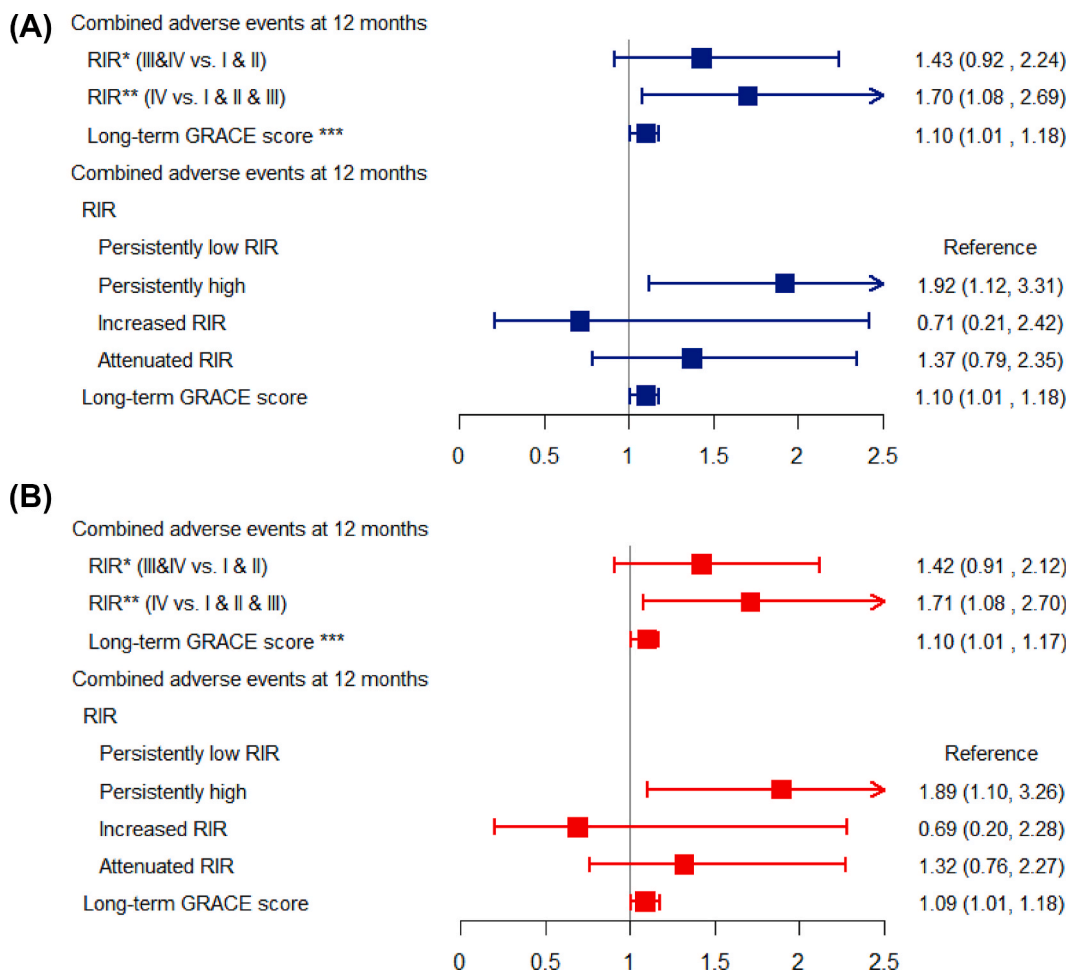 (A)
Combined adverse events at 12 months
RIR* (III&IV vs. I & II) 1.43 (0.92 , 2.24)
RIR** (IV vs. I & II & III) 1.70 (1.08 , 2.69)
Long-term GRACE score *** 1.10 (1.01 , 1.18)
Combined adverse events at 12 months
RIR
Persistently low RIR Reference
Persistently high 1.92 (1.12, 3.31)
Increased RIR 0.71 (0.21, 2.42)
Attenuated RIR 1.37 (0.79, 2.35)
Long-term GRACE score 1.10 (1.01 , 1.18)
0 0.5 1 1.5 2 2.5
(B)
Combined adverse events at 12 months
RIR* (III&IV vs. I & II) 1.42 (0.91 , 2.12)
RIR** (IV vs. I & II & III) 1.71 (1.08 , 2.70)
Long-term GRACE score *** 1.10 (1.01 , 1.17)
Combined adverse events at 12 months
RIR
Persistently low RIR Reference
Persistently high 1.89 (1.10, 3.26)
Increased RIR 0.69 (0.20, 2.28)
Attenuated RIR 1.32 (0.76, 2.27)
Long-term GRACE score 1.09 (1.01, 1.18)
0 0.5 1 1.5 2 2.5